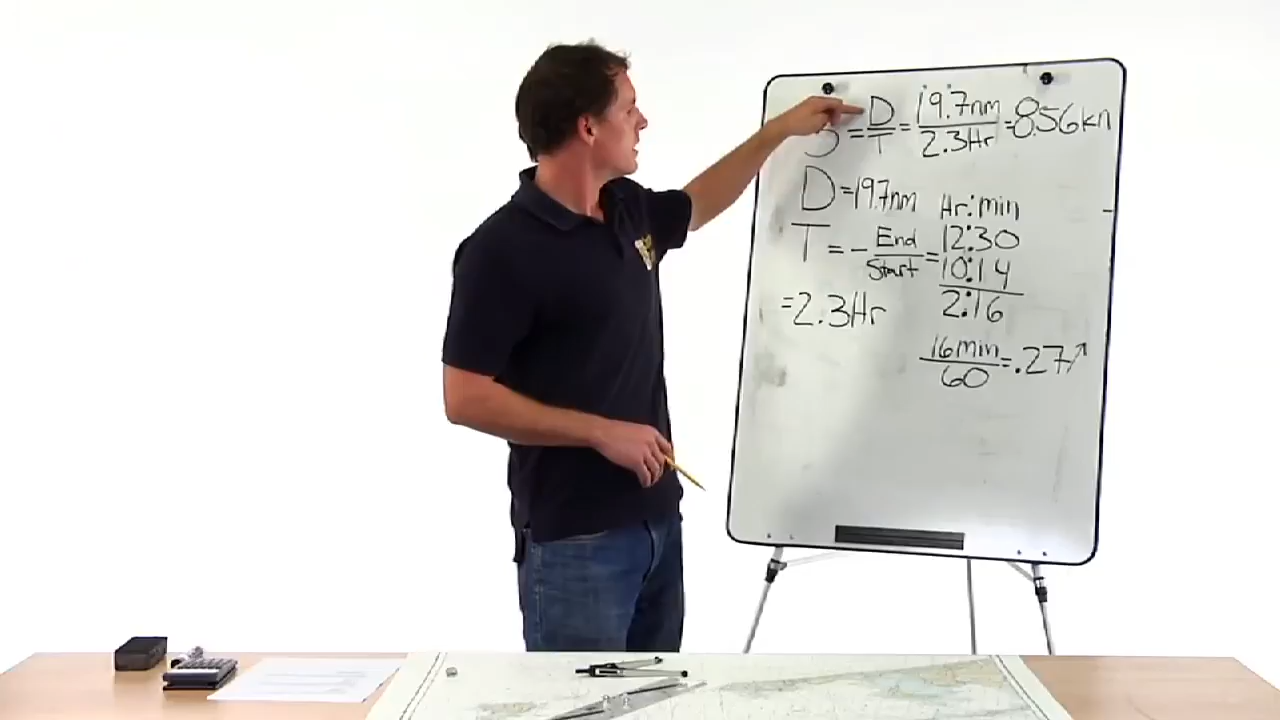 S = D/T = 19.7nm/2.3Hr = 8.56kn
D = 19.7nm
Hr:min
T = - End/Start = 12:30
10:14
2:16
= 2.3Hr
16min/60 = .27